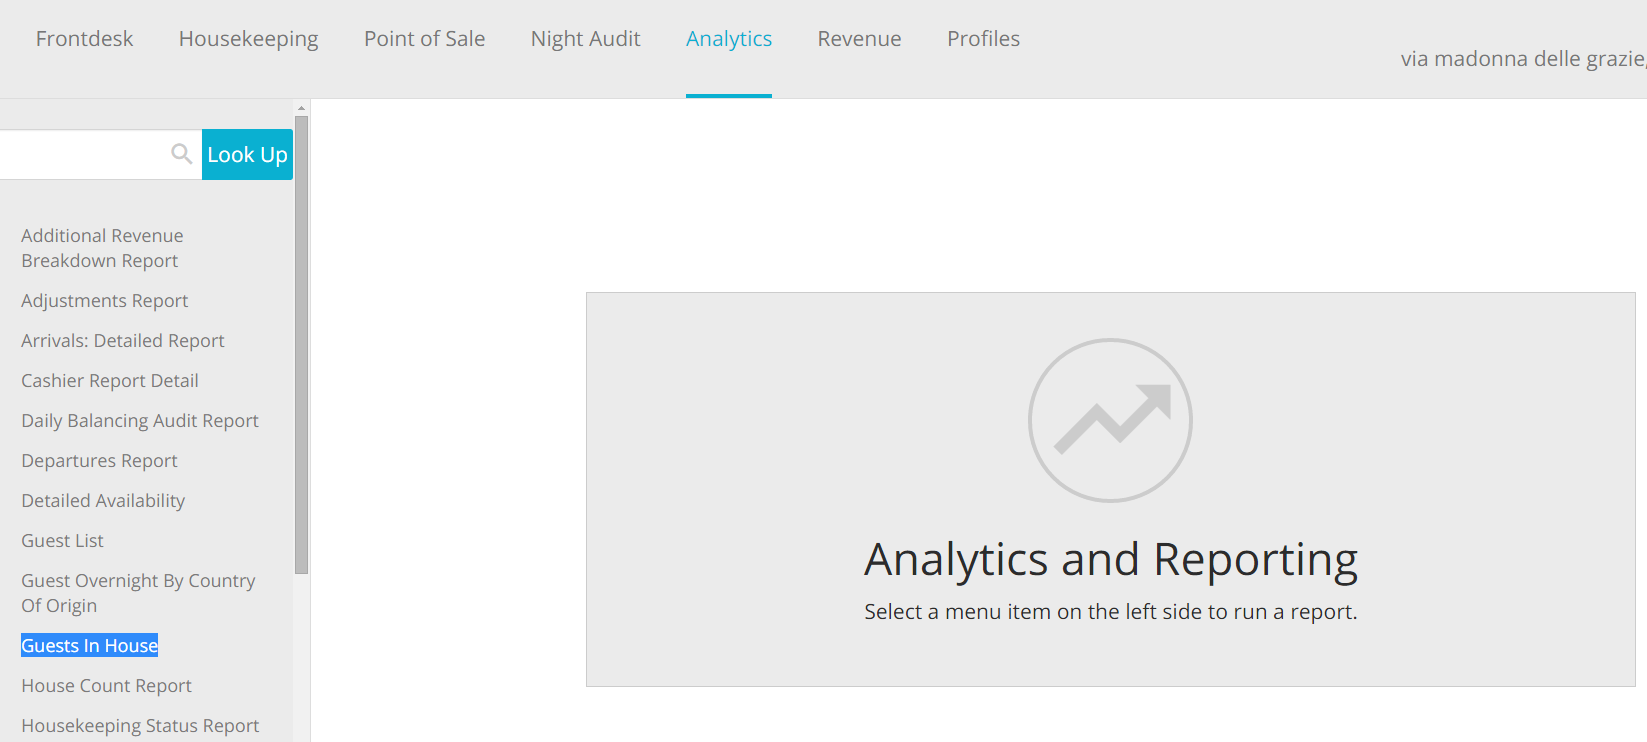 Frontdesk Housekeeping Point of Sale Night Audit Analytics Revenue Profiles
via madonna delle grazie,
Look Up
Additional Revenue
Breakdown Report
Adjustments Report
Arrivals: Detailed Report
Cashier Report Detail
Daily Balancing Audit Report
Departures Report
Detailed Availability
Guest List
Guest Overnight By Country
Of Origin
Guests In House
House Count Report
Housekeeping Status Report
Analytics and Reporting
Select a menu item on the left side to run a report.